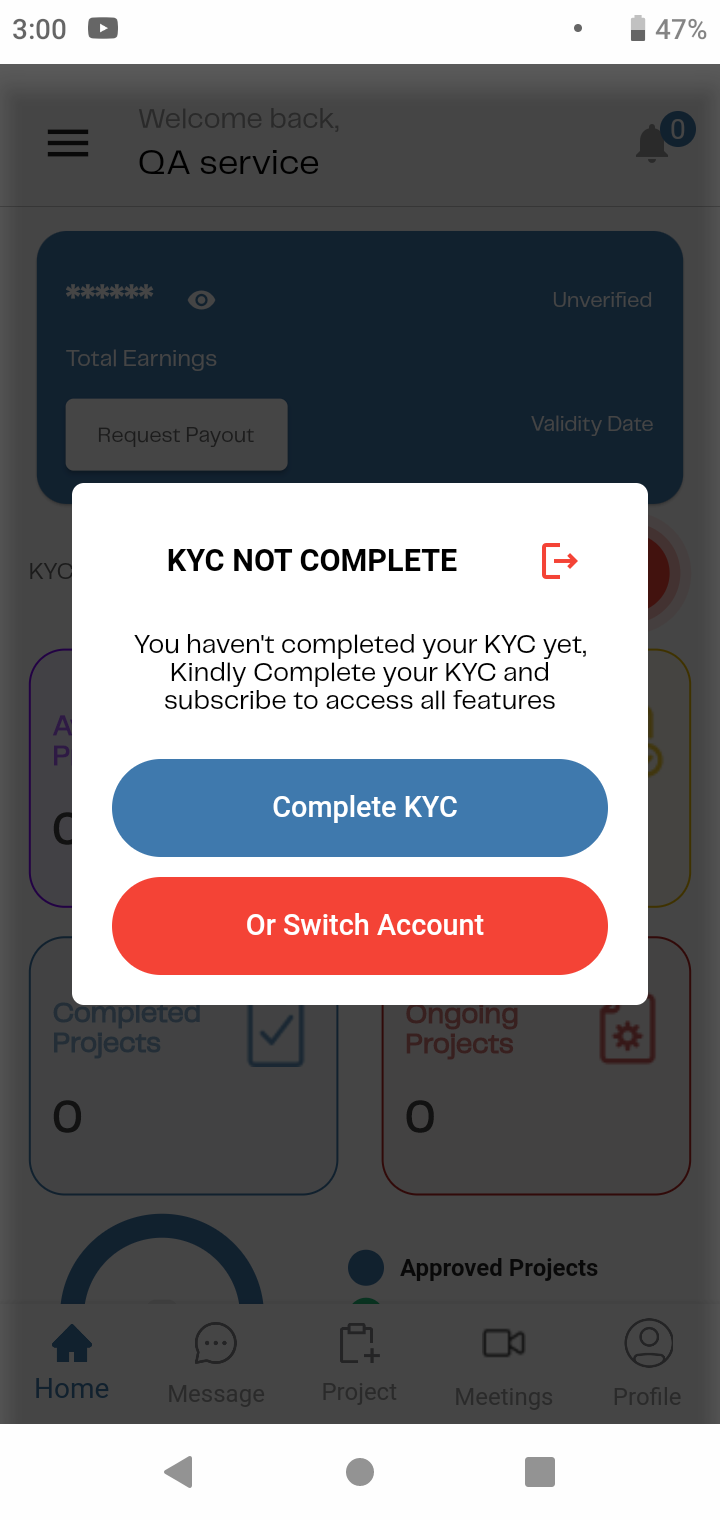 3:00
47%
Welcome back,
QA service
0
******
Unverified
Total Earnings
Request Payout
Validity Date
KYC
KYC NOT COMPLETE
You haven't completed your KYC yet,
Kindly Complete your KYC and
subscribe to access all features
Complete KYC
Or Switch Account
Completed
Projects
0
Ongoing
Projects
0
Approved Projects
Home
Message
Project
Meetings
Profile